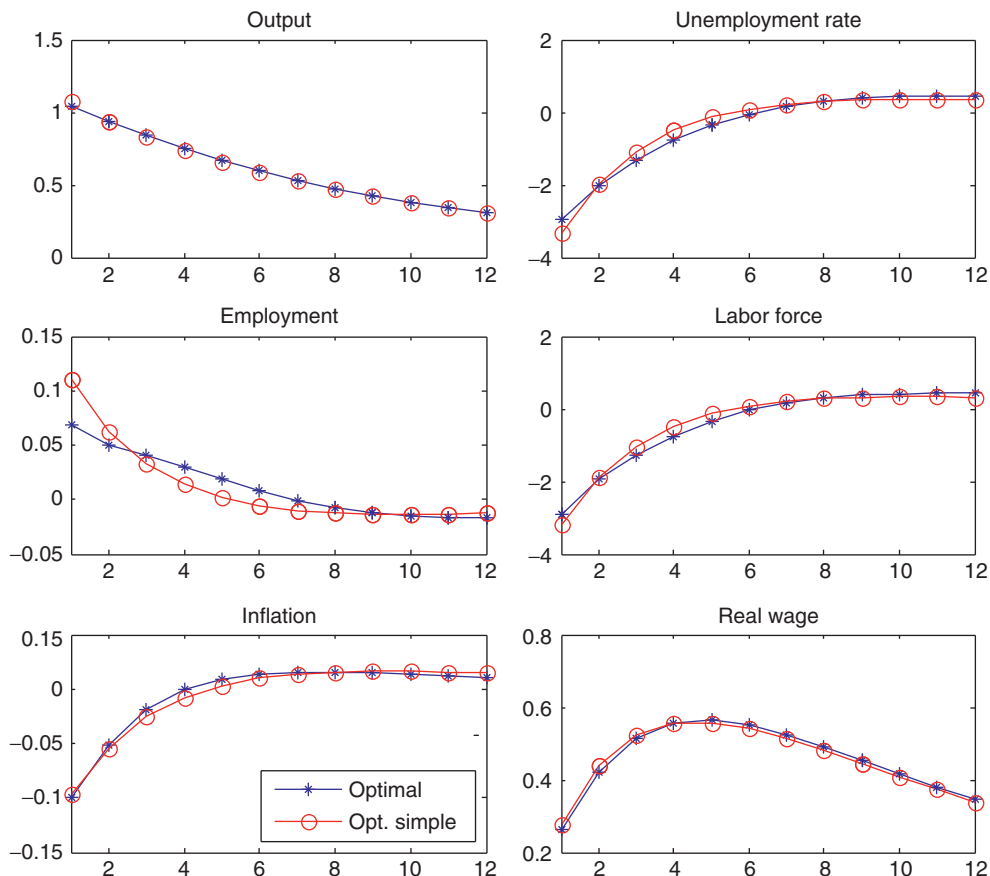 Output
1.5
1
0.5
0
2 4 6 8 10 12
Unemployment rate
2
0
−2
−4
2 4 6 8 10 12
Employment
0.15
0.1
0.05
0
−0.05
2 4 6 8 10 12
Labor force
2
0
−2
−4
2 4 6 8 10 12
Inflation
0.15
0
−0.05
−0.1
−0.15
2 4 6 8 10 12
Optimal
Opt. simple
Real wage
0.8
0.6
0.4
0.2
2 4 6 8 10 12